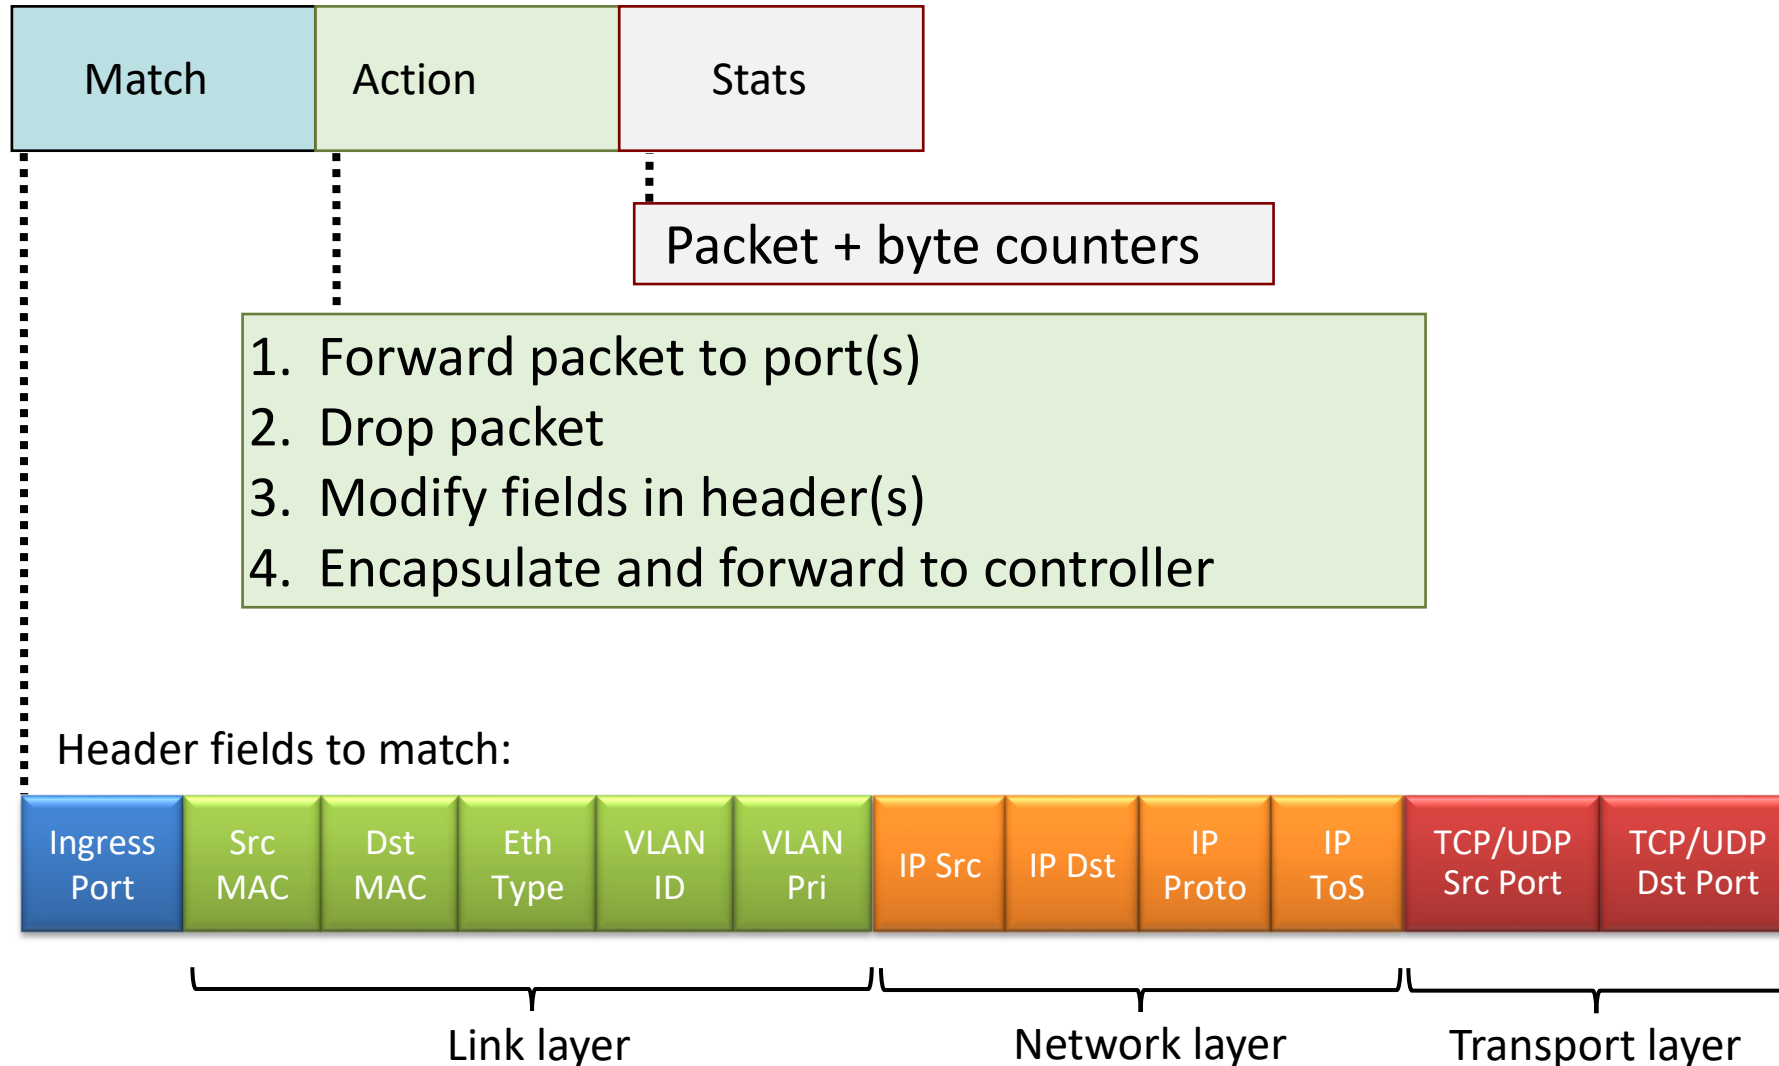 Match
Action
Stats
Packet + byte counters
1. Forward packet to port(s)
2. Drop packet
3. Modify fields in header(s)
4. Encapsulate and forward to controller
Header fields to match:
Ingress
Port
Src
MAC
Dst
MAC
Eth
Type
VLAN
ID
VLAN
Pri
IP Src
IP Dst
IP
Proto
IP
ToS
TCP/UDP
Src Port
TCP/UDP
Dst Port
Link layer
Network layer
Transport layer